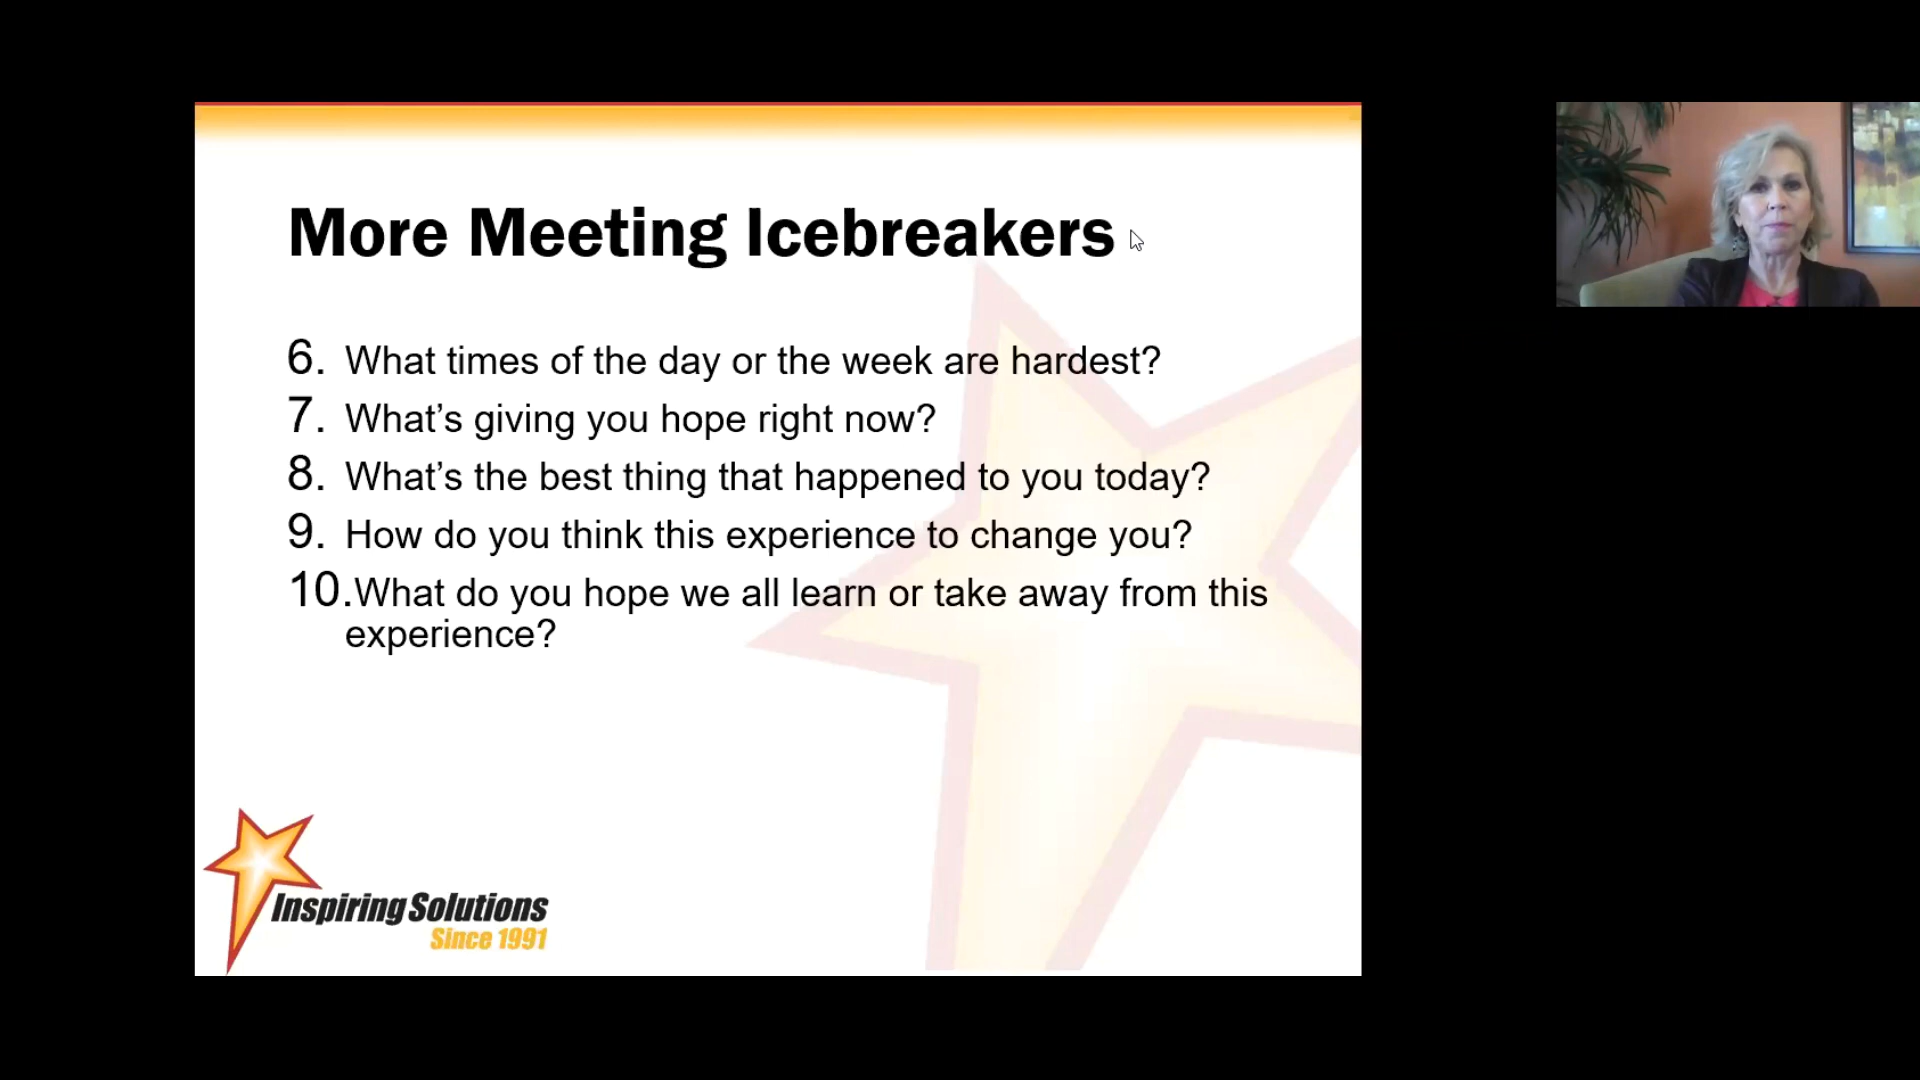 More Meeting Icebreakers
6. What times of the day or the week are hardest?
7. What’s giving you hope right now?
8. What’s the best thing that happened to you today?
9. How do you think this experience to change you?
10.What do you hope we all learn or take away from this
experience?
Inspiring Solutions
Since 1991